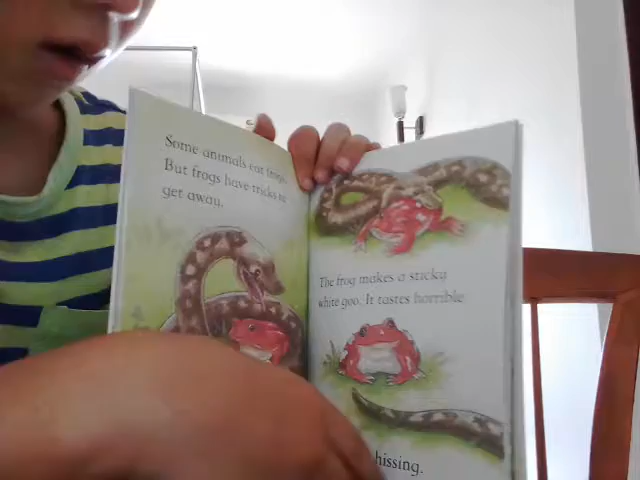 Some animals eat frogs.
But frogs have tricks to
get away.
The frog makes a sticky
white goo. It tastes horrible.
hissing.